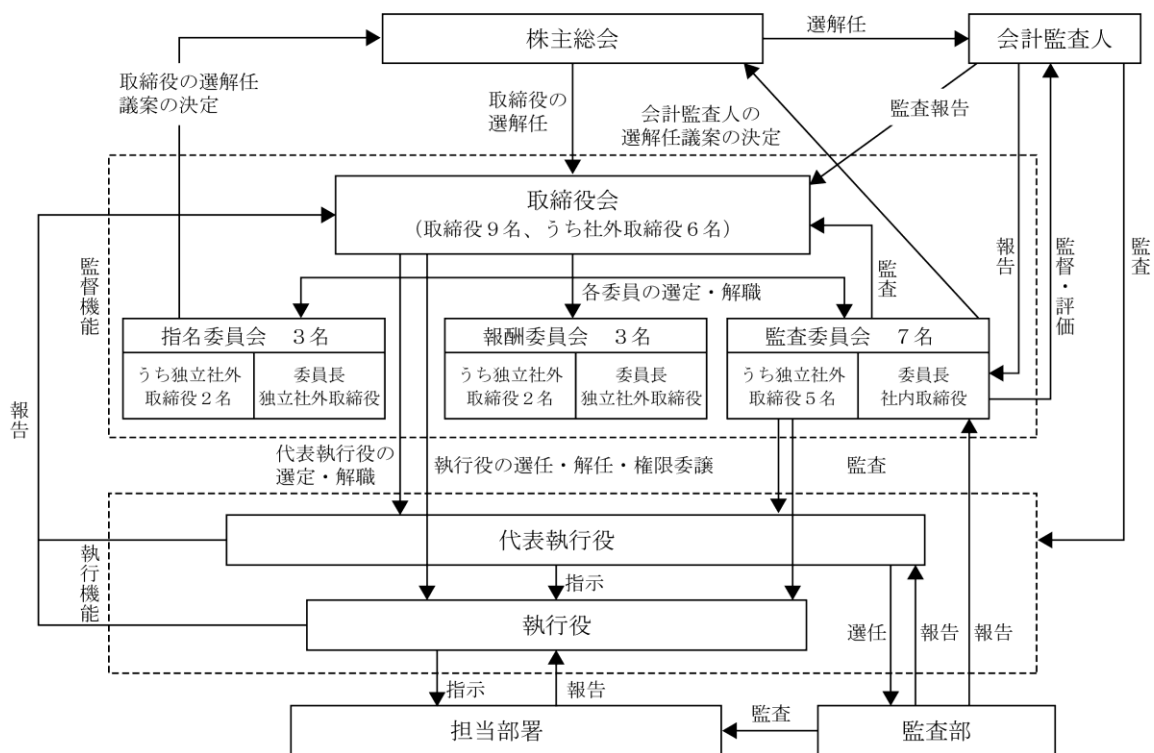 株主総会
選解任
会計監査人
取締役の選解任
議案の決定
取締役の
選解任
会計監査人の
選解任議案の決定
監査報告
取締役会
(取締役9名、うち社外取締役6名)
監督機能
監査
報告
監督・評価
監査
各委員の選定・解職
指名委員会 3名
うち独立社外
取締役2名
委員長
独立社外取締役
報酬委員会 3名
うち独立社外
取締役2名
委員長
独立社外取締役
監査委員会 7名
うち独立社外
取締役5名
委員長
社内取締役
報告
代表執行役の
選定・解職
執行役の選任・解任・権限委譲
監査
代表執行役
執行機能
指示
執行役
選任
報告
報告
指示
報告
担当部署
監査
監査部